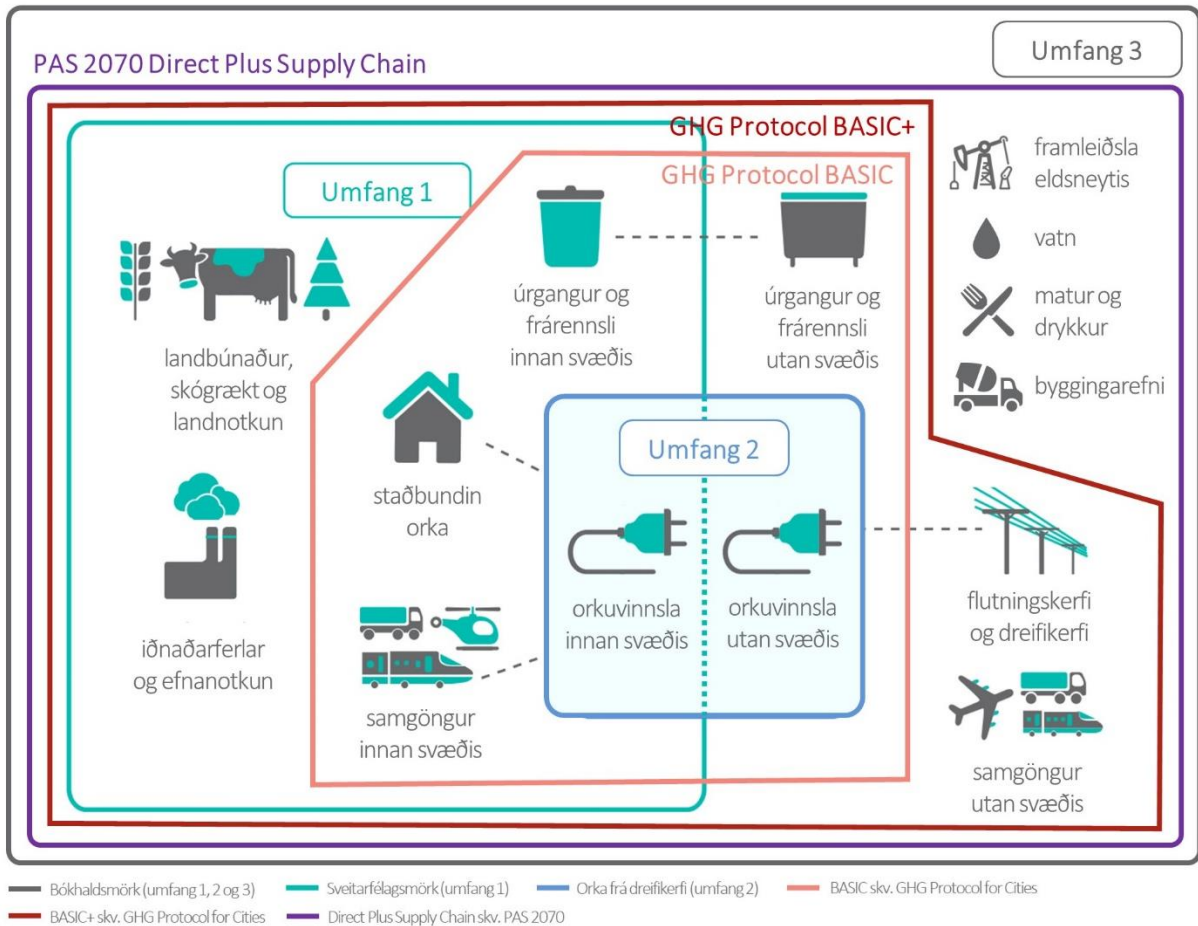 PAS 2070 Direct Plus Supply Chain
Umfang 3
GHG Protocol BASIC+
GHG Protocol BASIC
Umfang 1
framleiðsla
eldsneytis
vatn
matur og
drykkur
byggingarefni
úrgangur og
frárennsli
innan svæðis
úrgangur og
frárennsli
utan svæðis
landbúnaður,
skógrækt og
landnotkun
Umfang 2
staðbundin
orka
orkuvinnsla
innan svæðis
orkuvinnsla
utan svæðis
flutningskerfi
og dreifikerfi
iðnaðarferlar
og efnanotkun
samgöngur
innan svæðis
samgöngur
utan svæðis
Bókhaldsmörk (umfang 1, 2 og 3)
Sveitarfélagsmörk (umfang 1)
Orka frá dreifikerfi (umfang 2)
BASIC skv. GHG Protocol for Cities
BASIC+ skv. GHG Protocol for Cities
Direct Plus Supply Chain skv. PAS 2070